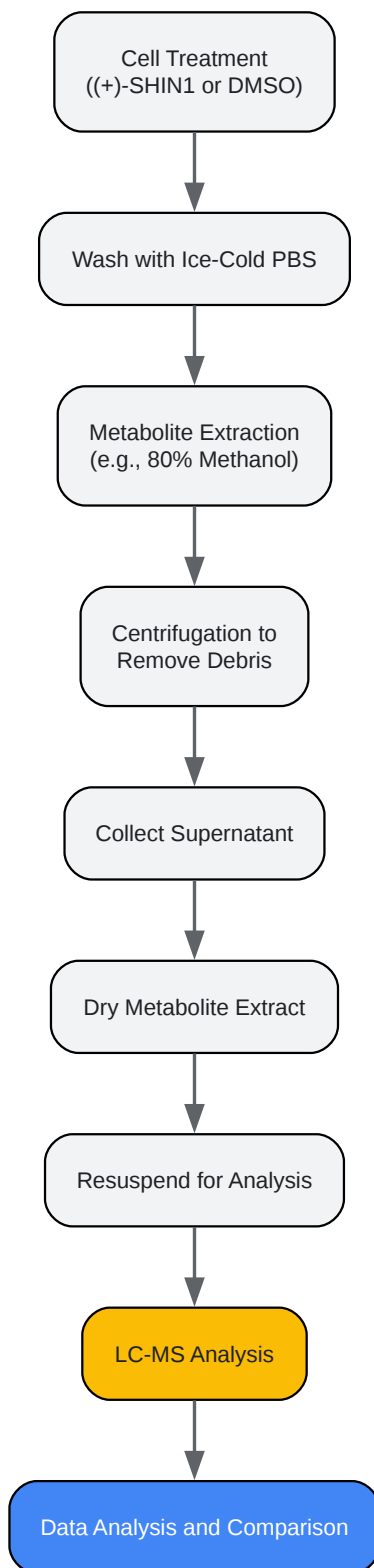 Cell Treatment
((+)-SHIN1 or DMSO)
Wash with Ice-Cold PBS
Metabolite Extraction
(e.g., 80% Methanol)
Centrifugation to
Remove Debris
Collect Supernatant
Dry Metabolite Extract
Resuspend for Analysis
LC-MS Analysis
Data Analysis and Comparison